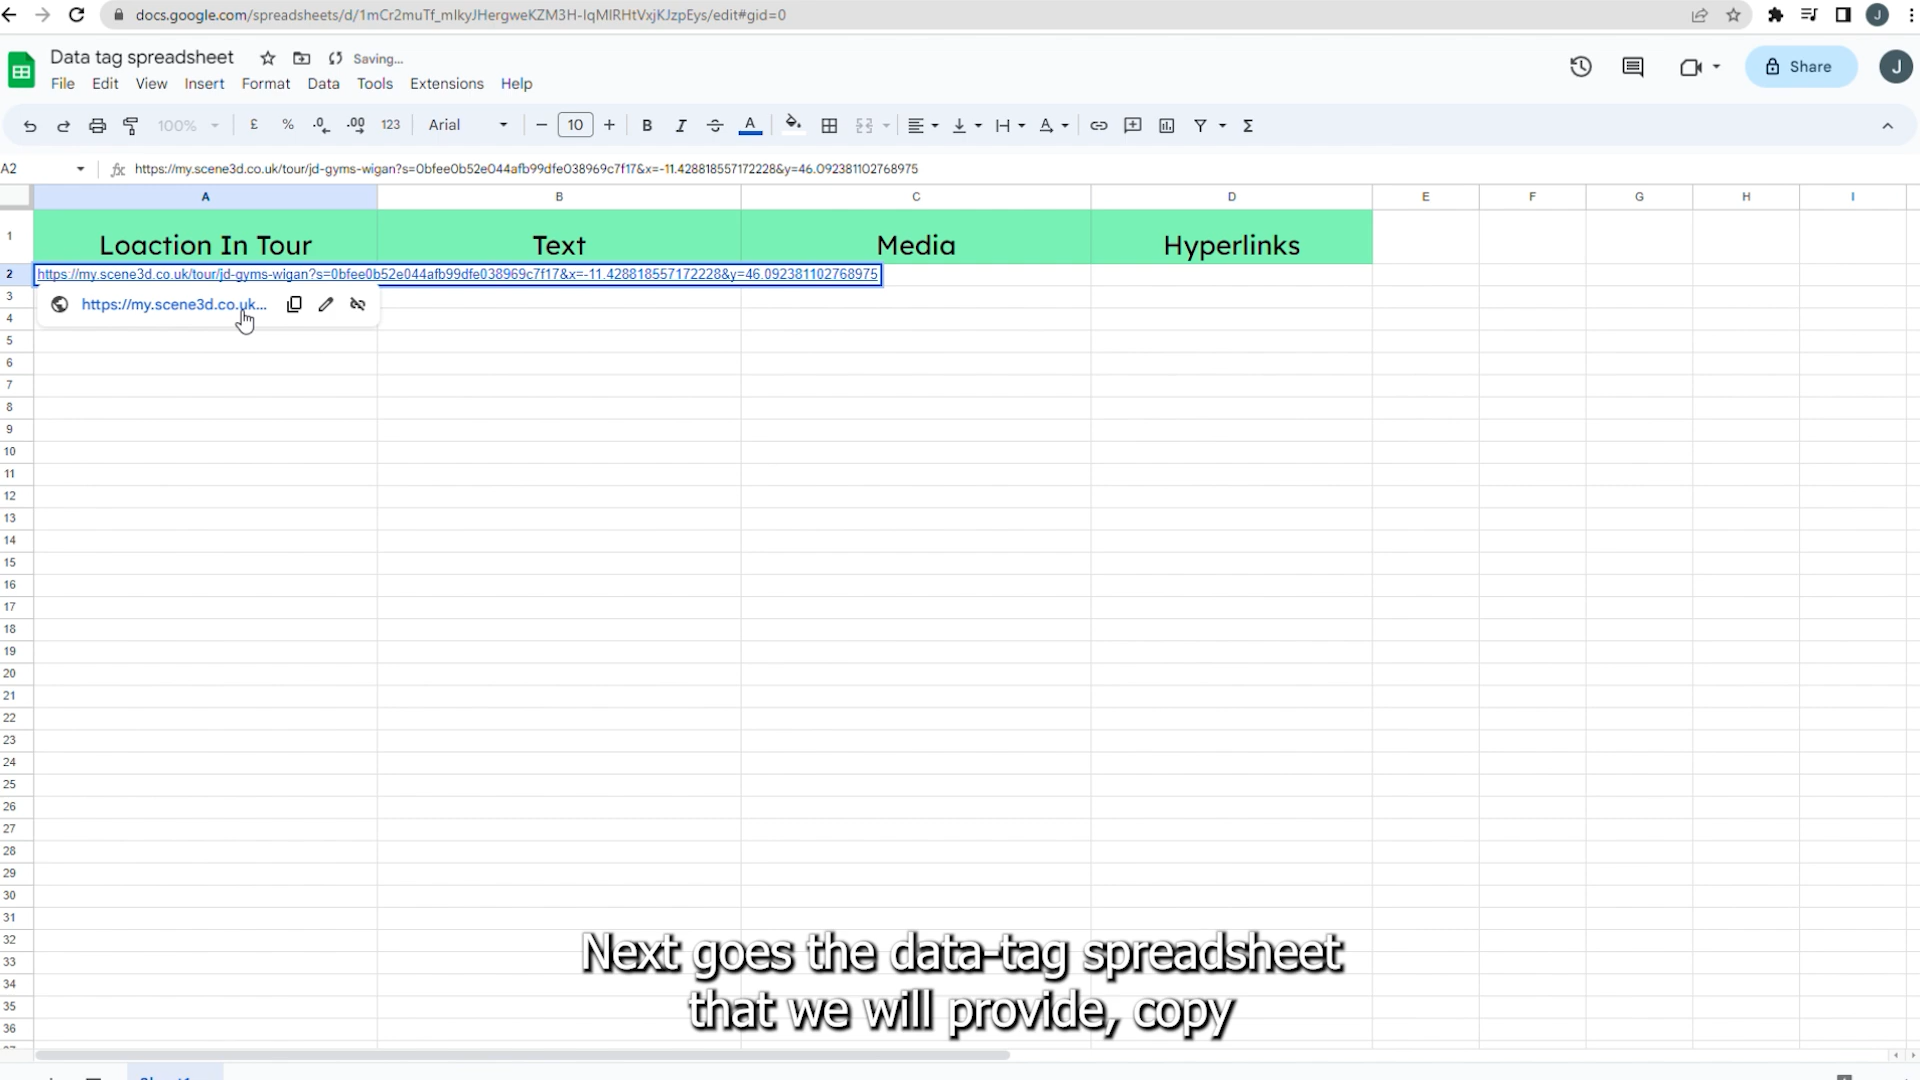 docs.google.com/spreadsheets/d/1mCr2muTf_mIkyJHergweKZM3H-IqMIRHtVxjKJzpEys/edit#gid=0
J
Data tag spreadsheet
Saving...
File Edit View Insert Format Data Tools Extensions Help
Share
J
100%
£ % .0 .00 123
Arial
10
B I A
A2
fx https://my.scene3d.co.uk/tour/jd-gyms-wigan?s=0bfee0b52e044afb99dfe038969c7f17&x=-11.428818557172228&y=46.092381102768975
A B C D E F G H I
1 Loaction In Tour Text Media Hyperlinks
2 https://my.scene3d.co.uk/tour/jd-gyms-wigan?s=0bfee0b52e044afb99dfe038969c7f17&x=-11.428818557172228&y=46.092381102768975
3 https://my.scene3d.co.uk...
4
5
6
7
8
9
10
11
12
13
14
15
16
17
18
19
20
21
22
23
24
25
26
27
28
29
30
31
32
33
34
35
36
Next goes the data-tag spreadsheet
that we will provide, copy